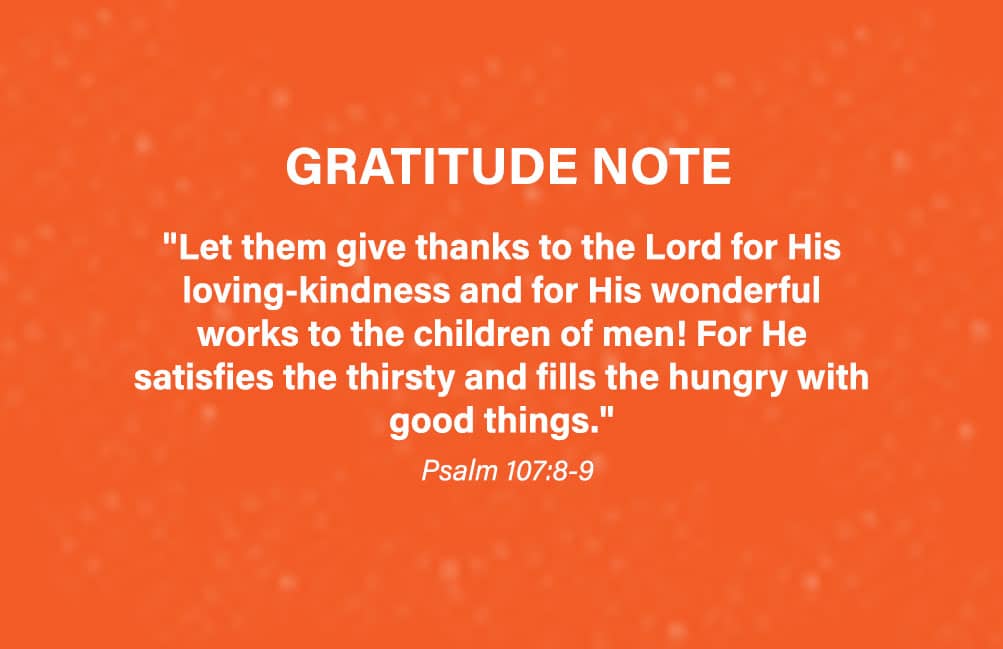 GRATITUDE NOTE
"Let them give thanks to the Lord for His
loving-kindness and for His wonderful
works to the children of men! For He
satisfies the thirsty and fills the hungry with
good things."
Psalm 107:8-9